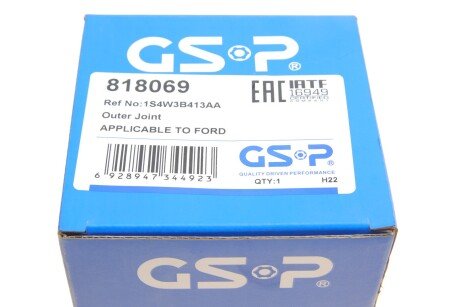 GSP®
818069
Ref No:1S4W3B413AA
Outer Joint
APPLICABLE TO FORD
6 928947 344923
EAC IATF
16949
CERTIFIED
GSP®
QUALITY DRIVEN PERFORMANCE
QTY:1 H22
GSP®